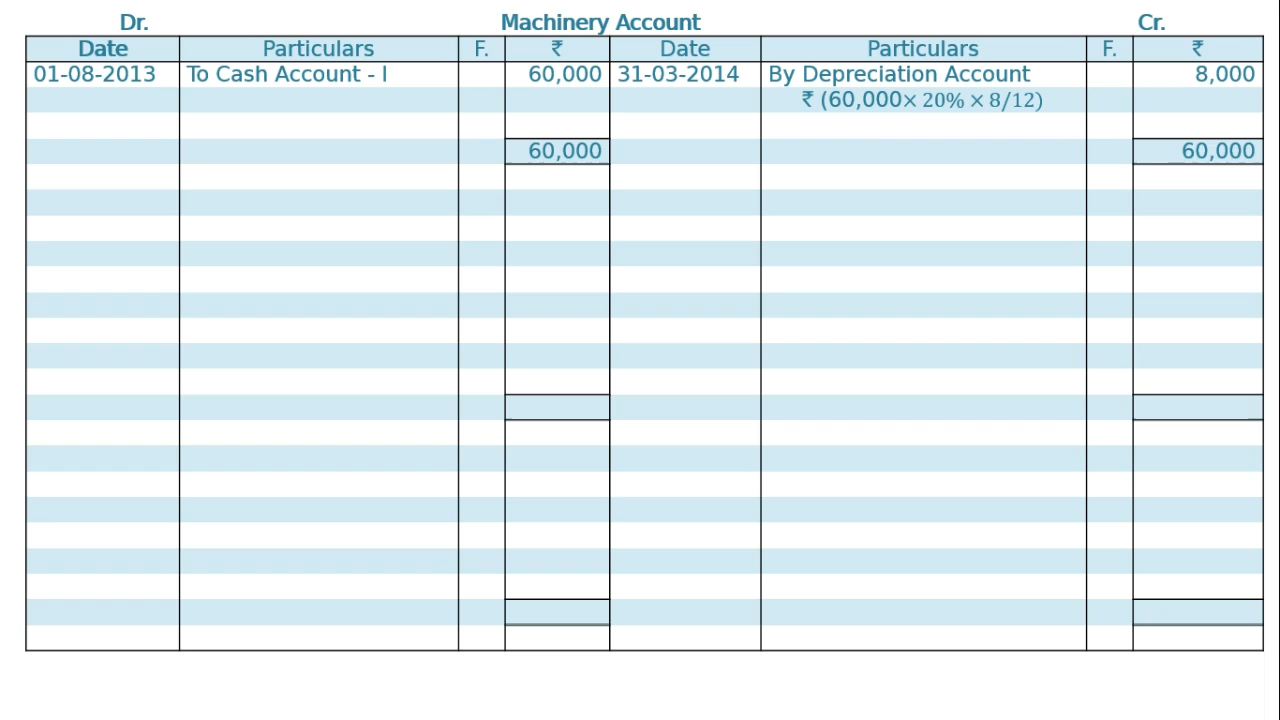 Dr. Machinery Account Cr.
Date Particulars F. ₹ Date Particulars F. ₹
01-08-2013 To Cash Account - I 60,000 31-03-2014 By Depreciation Account 8,000
₹ (60,000× 20% × 8/12)
60,000 60,000